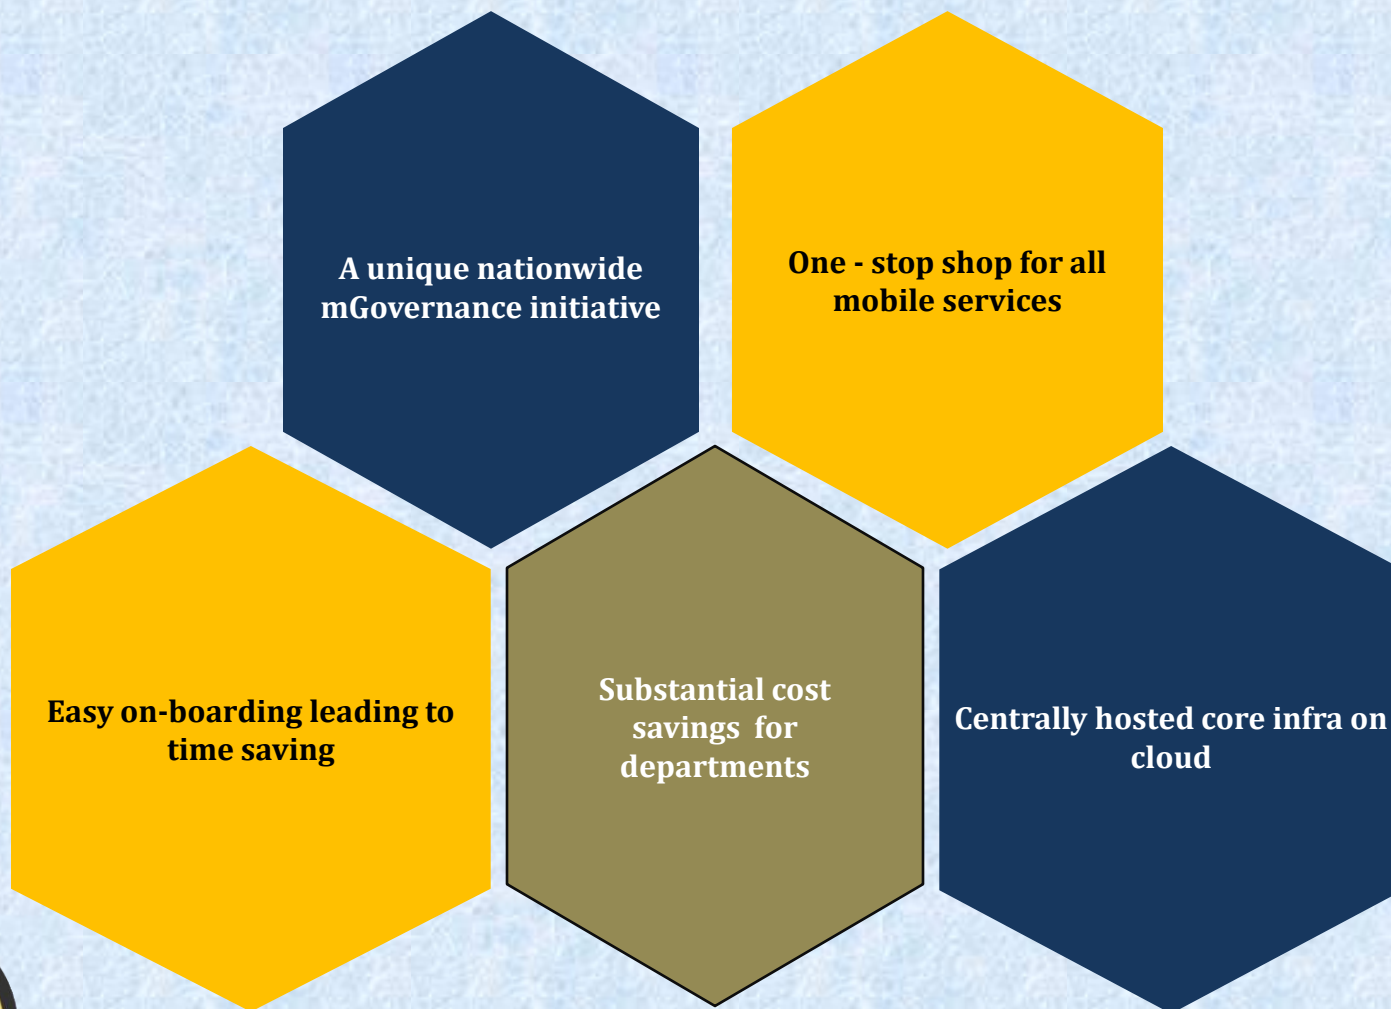 A unique nationwide
mGovernance initiative
One - stop shop for all
mobile services
Easy on-boarding leading to
time saving
Substantial cost
savings  for
departments
Centrally hosted core infra on
cloud